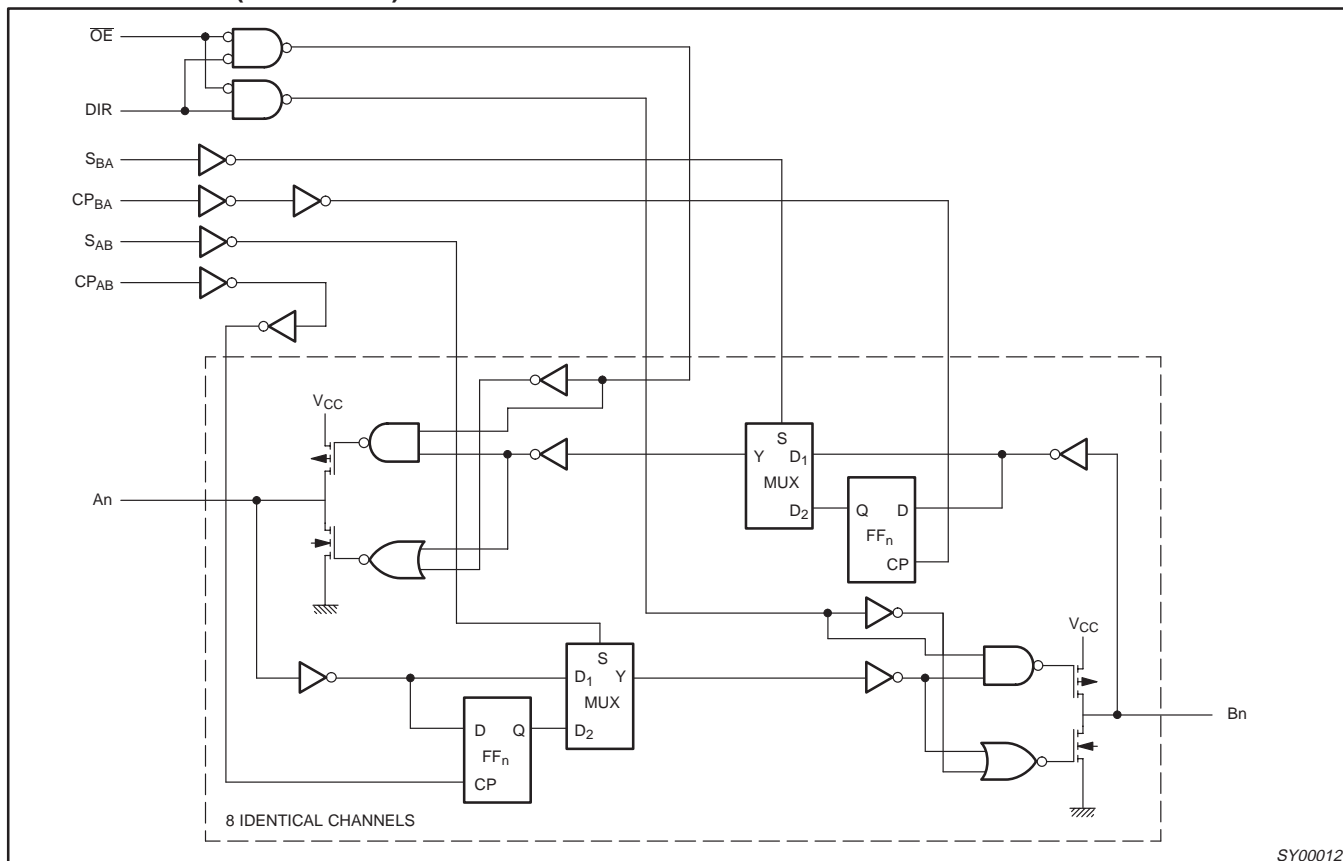 OE
DIR
SBA
CPBA
SAB
CPAB
VCC
S
Y D1
MUX
D2
Q D
FFn
CP
An
VCC
S
D1 Y
MUX
D2
D Q
FFn
CP
Bn
8 IDENTICAL CHANNELS
SY00012